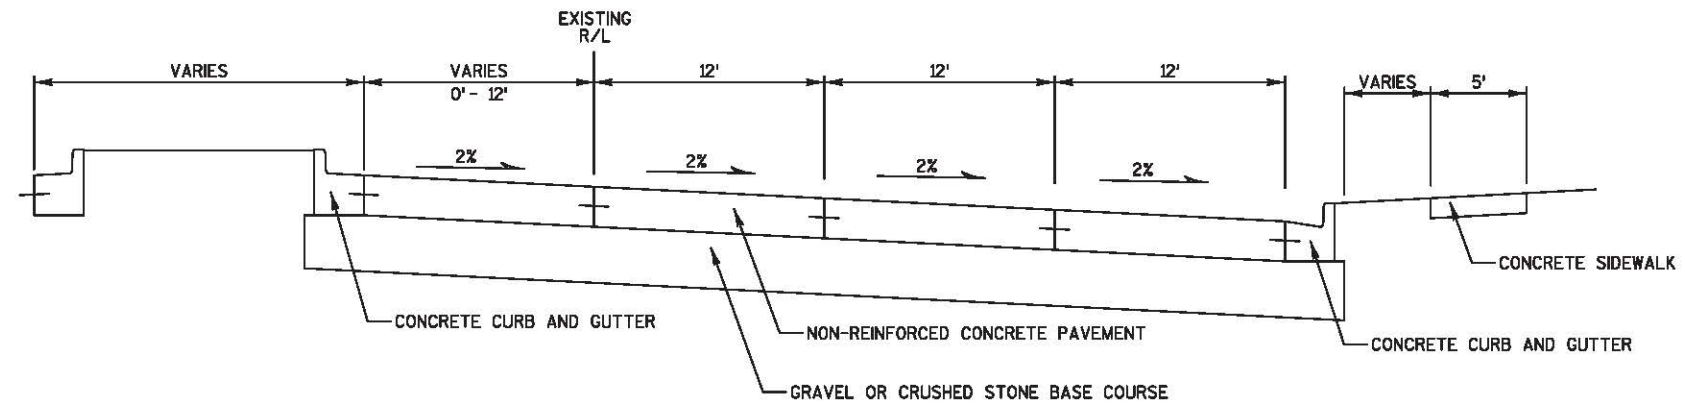 EXISTING
R/L
VARIES
VARIES
0' - 12'
12'
12'
12'
VARIES
5'
2%
2%
2%
2%
CONCRETE SIDEWALK
CONCRETE CURB AND GUTTER
NON-REINFORCED CONCRETE PAVEMENT
CONCRETE CURB AND GUTTER
GRAVEL OR CRUSHED STONE BASE COURSE